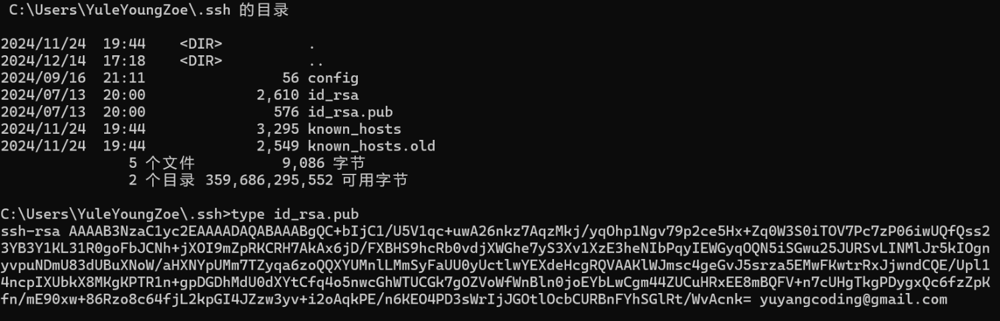 C:\Users\YuleYoungZoe\.ssh 的目录
2024/11/24  19:44    <DIR>          .
2024/12/14  17:18    <DIR>          ..
2024/09/16  21:11                56 config
2024/07/13  20:00             2,610 id_rsa
2024/07/13  20:00               576 id_rsa.pub
2024/11/24  19:44             3,295 known_hosts
2024/11/24  19:44             2,549 known_hosts.old
               5 个文件          9,086 字节
               2 个目录 359,686,295,552 可用字节
C:\Users\YuleYoungZoe\.ssh>type id_rsa.pub
ssh-rsa AAAAB3NzaC1yc2EAAAADAQABAAABgQC+bIjC1/U5V1qc+uwA26nkz7AqzMkj/yqOhp1Ngv79p2ce5Hx+Zq0W3S0iTOV7Pc7zP06iwUQfQss2
3YB3Y1KL31R0goFbJCNh+jXOI9mZpRKCRH7AkAx6jD/FXBHS9hcRb0vdjXWGhe7yS3Xv1XzE3heNIbPqyIEWGyqOQN5iSGwu25JURSvLINMlJr5kIOgn
yvpuNDmU83dUBuXNoW/aHXNYpUMm7TZyqa6zoQQXYUMnlLMmSyFaUU0yUctlwYEXdeHcgRQVAAKlWJmsc4geGvJ5srza5EMwFKwtrRxJjwndCQE/Upl1
4ncpIXUbkX8MKgKPTR1n+gpDGDhMdU0dXYtCfq4o5nwcGhWTUCGk7gOZVoWfWnBln0joEYbLwCgm44ZUCuHRxEE8mBQFV+n7cUHgTkgPDygxQc6fzZpK
fn/mE90xw+86Rzo8c64fjL2kpGI4JZzw3yv+i2oAqkPE/n6KEO4PD3sWrIjJGOtlOcbCURBnFYhSGlRt/WvAcnk= yuyangcoding@gmail.com